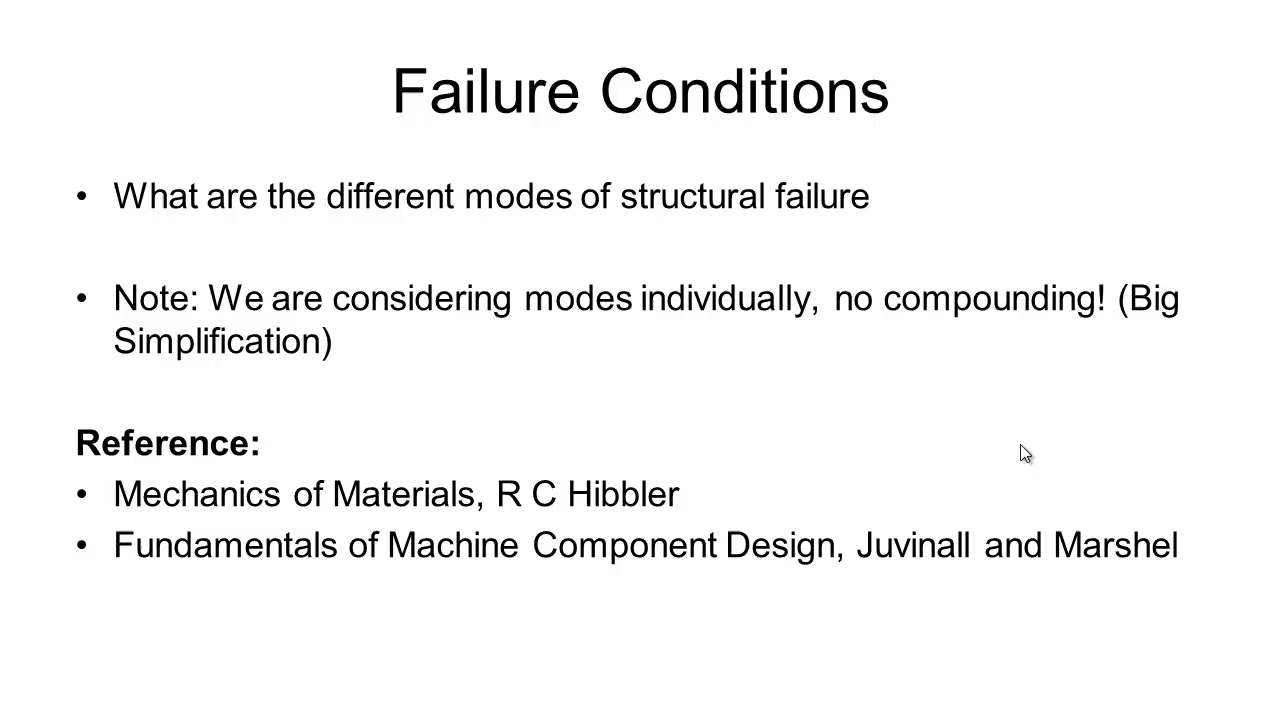 Failure Conditions
• What are the different modes of structural failure
• Note: We are considering modes individually, no compounding! (Big
Simplification)
Reference:
• Mechanics of Materials, R C Hibbler
• Fundamentals of Machine Component Design, Juvinall and Marshel